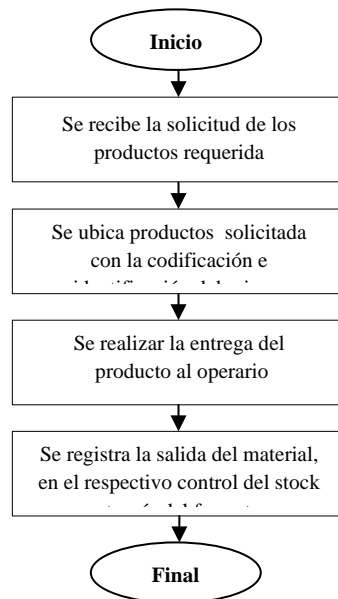 Inicio
Se recibe la solicitud de los
productos requerida
Se ubica productos solicitada
con la codificación e
Se realizar la entrega del
producto al operario
Se registra la salida del material,
en el respectivo control del stock
Final